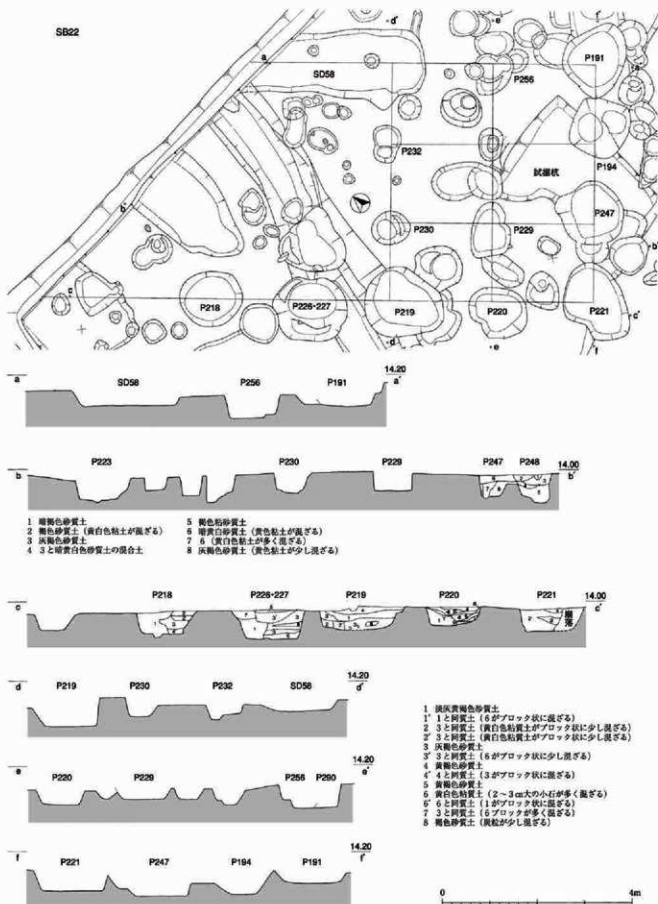 SB22
d'
e
f'
a
SD58
P191
a'
P256
P232
試掘坑
P194
b'
P247
P230
P229
b'
c
P218
P226・227
P219
P220
P221
c'
d
e
f
a SD58 P256 P191 14.20 a'
b P223 P230 P229 P247 P248 14.00 b'
1 暗褐色砂質土
2 褐色砂質土（黄白色粘土が混ざる）
3 灰褐色砂質土
4 3と暗黄白色砂質土の混合土
5 褐色粘砂質土
6 暗黄白砂質土（黄色粘土が混ざる）
7 6（黄白色粘土が多く混ざる）
8 灰褐砂質土（黄色粘土が少し混ざる）
c P218 P226・227 P219 P220 P221 14.00 c'
崩落
d P219 P230 P232 SD58 14.20 d'
e P220 P229 P256 P290 14.20 e'
f P221 P247 P194 P191 14.20 f'
1 淡灰黄褐色砂質土
1' 1と同質土（6がブロック状に混ざる）
2 3と同質土（黄白色粘質土がブロック状に少し混ざる）
2' 3と同質土（黄白色粘質土がブロック状に混ざる）
3 灰褐色砂質土
3' 3と同質土（6がブロック状に少し混ざる）
4 黄褐色砂質土
4' 4と同質土（3がブロック状に混ざる）
5 黄褐色砂質土
6 黄白色粘質土（2～3㎝大の小石が多く混ざる）
6' 6と同質土（1がブロック状に混ざる）
7 3と同質土（6ブロックが多く混ざる）
8 褐色砂質土（炭粒が少し混ざる）
0 4m